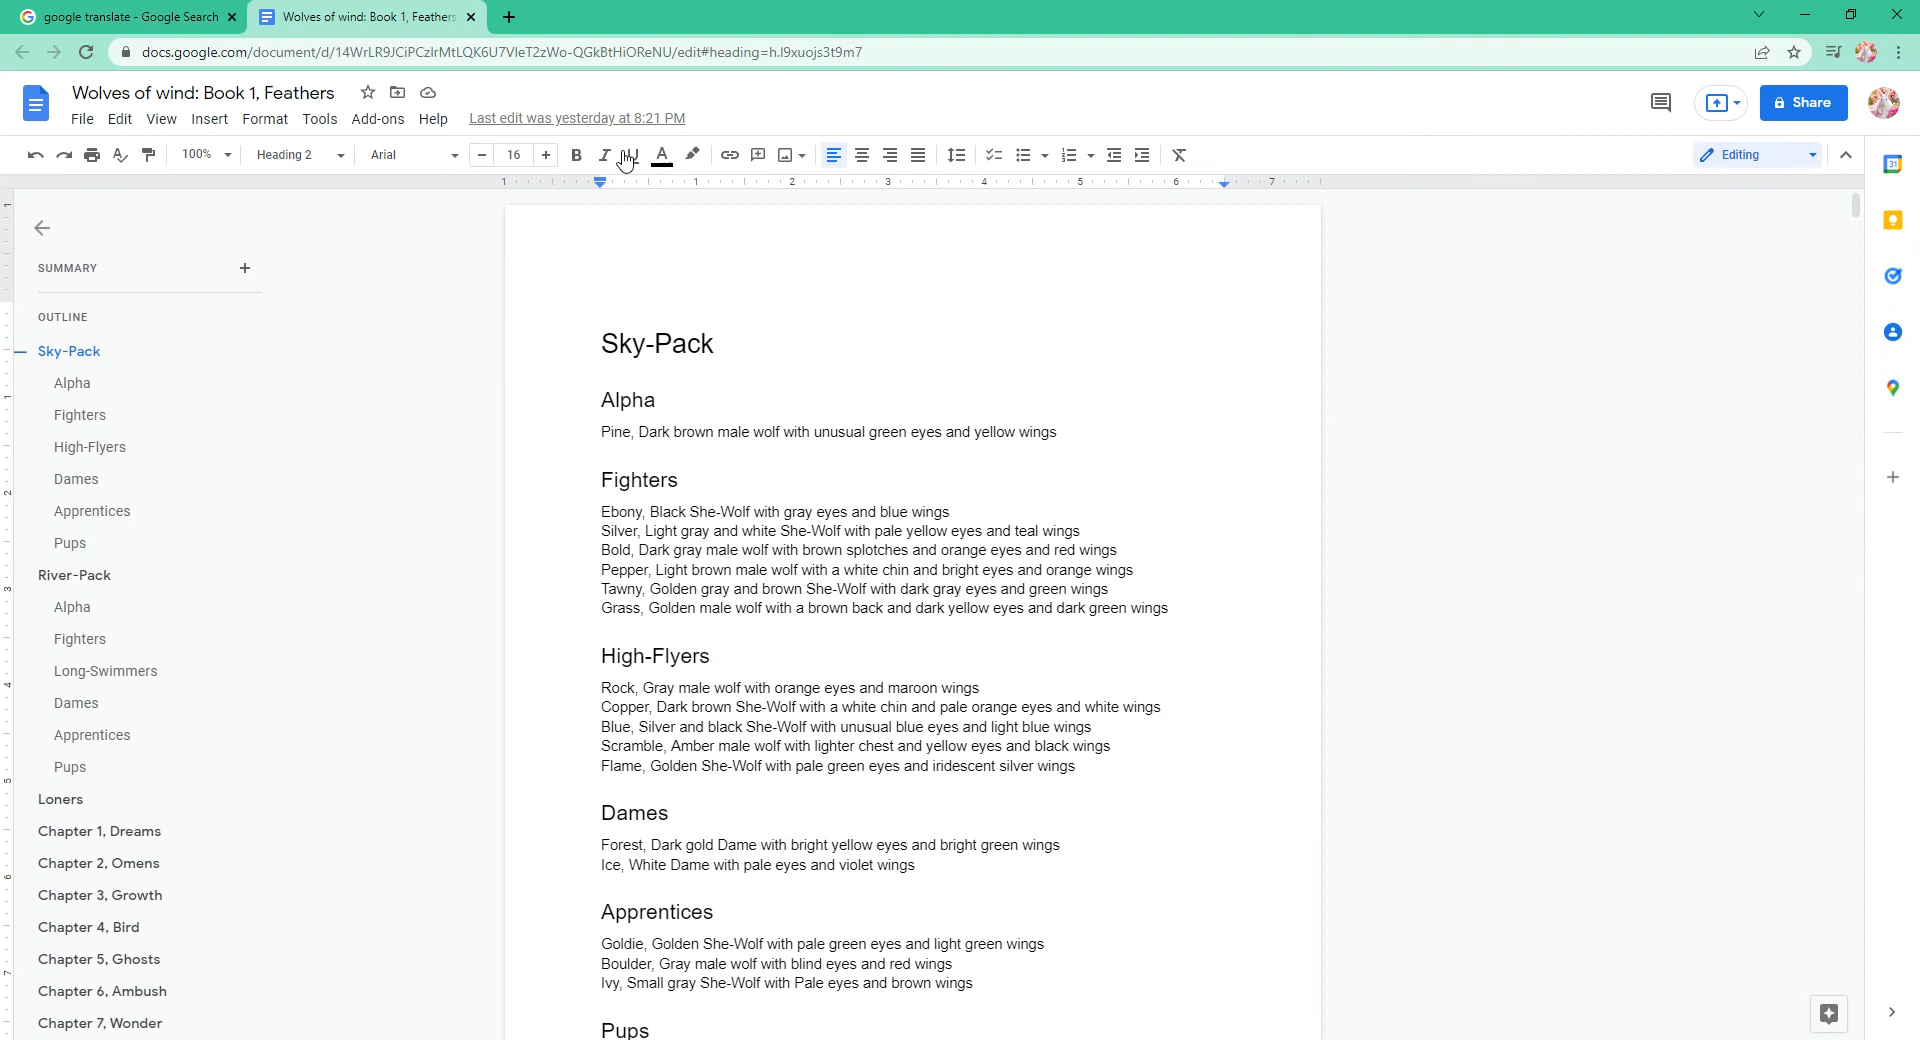 google translate - Google Search
Wolves of wind: Book 1, Feathers
docs.google.com/document/d/14WrLR9JCiPCzIrMtLQK6U7VIeT2zWo-QGkBtHiOReNU/edit#heading=h.l9xuojs3t9m7
Wolves of wind: Book 1, Feathers
File Edit View Insert Format Tools Add-ons Help Last edit was yesterday at 8:21 PM
Share
100% Heading 2 Arial 16 Editing
1 1 2 3 4 5 6 7
SUMMARY
OUTLINE
Sky-Pack
Alpha
Fighters
High-Flyers
Dames
Apprentices
Pups
River-Pack
Alpha
Fighters
Long-Swimmers
Dames
Apprentices
Pups
Loners
Chapter 1, Dreams
Chapter 2, Omens
Chapter 3, Growth
Chapter 4, Bird
Chapter 5, Ghosts
Chapter 6, Ambush
Chapter 7, Wonder
Sky-Pack
Alpha
Pine, Dark brown male wolf with unusual green eyes and yellow wings
Fighters
Ebony, Black She-Wolf with gray eyes and blue wings
Silver, Light gray and white She-Wolf with pale yellow eyes and teal wings
Bold, Dark gray male wolf with brown splotches and orange eyes and red wings
Pepper, Light brown male wolf with a white chin and bright eyes and orange wings
Tawny, Golden gray and brown She-Wolf with dark gray eyes and green wings
Grass, Golden male wolf with a brown back and dark yellow eyes and dark green wings
High-Flyers
Rock, Gray male wolf with orange eyes and maroon wings
Copper, Dark brown She-Wolf with a white chin and pale orange eyes and white wings
Blue, Silver and black She-Wolf with unusual blue eyes and light blue wings
Scramble, Amber male wolf with lighter chest and yellow eyes and black wings
Flame, Golden She-Wolf with pale green eyes and iridescent silver wings
Dames
Forest, Dark gold Dame with bright yellow eyes and bright green wings
Ice, White Dame with pale eyes and violet wings
Apprentices
Goldie, Golden She-Wolf with pale green eyes and light green wings
Boulder, Gray male wolf with blind eyes and red wings
Ivy, Small gray She-Wolf with Pale eyes and brown wings
Pups